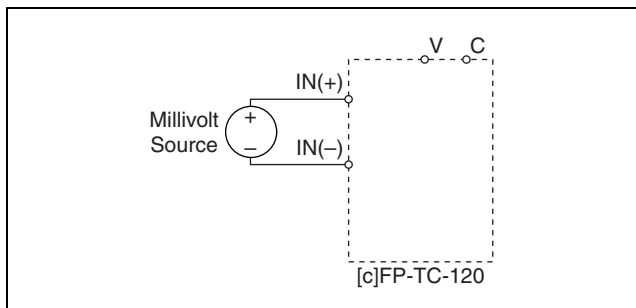 V C
IN(+)
Millivolt
Source
+
–
IN(–)
[c]FP-TC-120